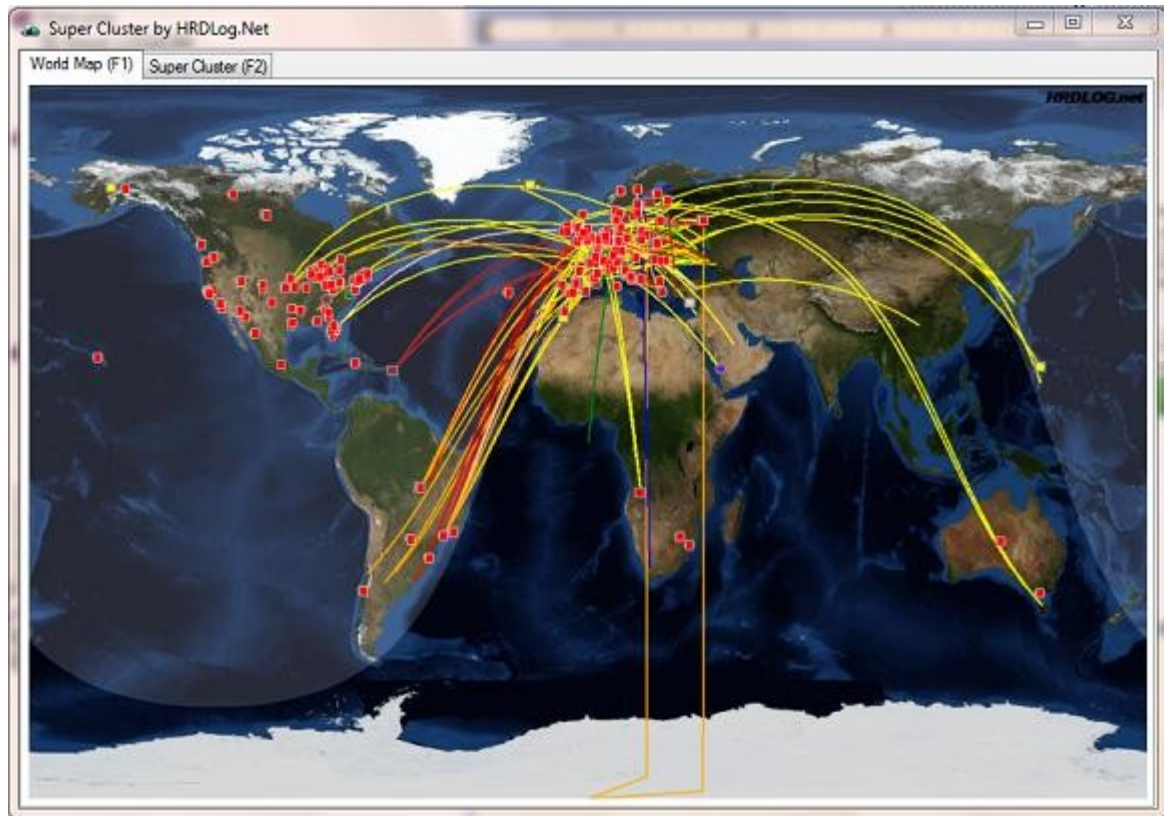 Super Cluster by HRDLog.Net
World Map (F1)
Super Cluster (F2)
HRDLOG.net